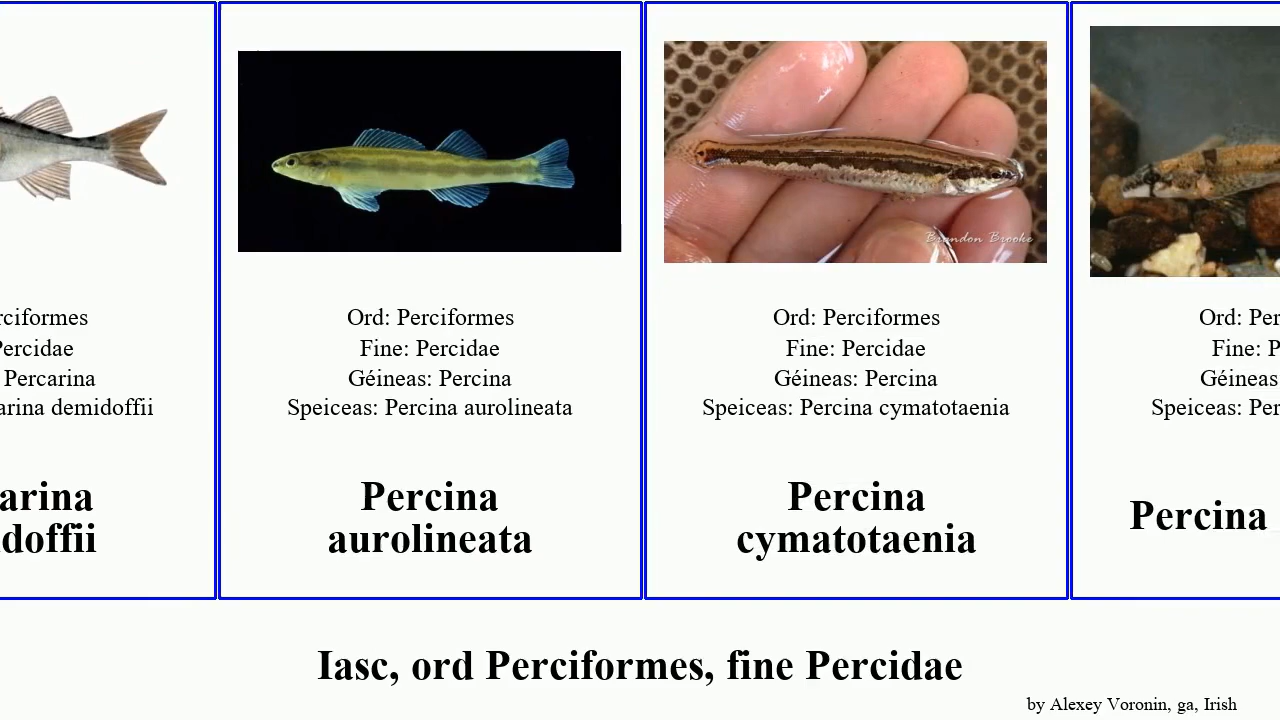 rciformes
Percidae
Percarina
arina demidoffii
arina
doffii
Ord: Perciformes
Fine: Percidae
Géineas: Percina
Speiceas: Percina aurolineata
Percina
aurolineata
Brandon Brooke
Ord: Perciformes
Fine: Percidae
Géineas: Percina
Speiceas: Percina cymatotaenia
Percina
cymatotaenia
Ord: Per
Fine: P
Géineas
Speiceas: Per
Percina
Iasc, ord Perciformes, fine Percidae
by Alexey Voronin, ga, Irish